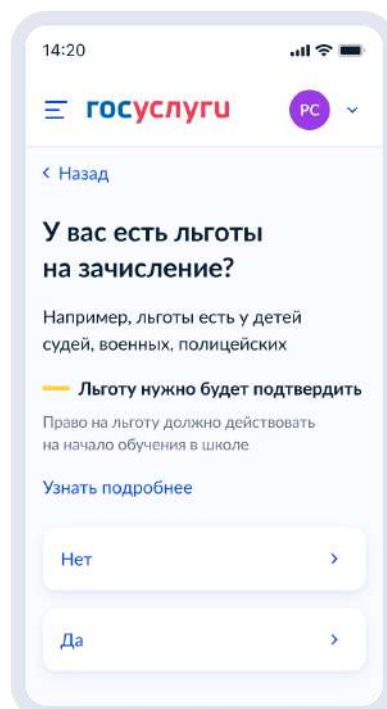 14:20
госуслуги
РС
Назад
У вас есть льготы
на зачисление?
Например, льготы есть у детей
судей, военных, полицейских
Льготу нужно будет подтвердить
Право на льготу должно действовать
на начало обучения в школе
Узнать подробнее
Нет
Да